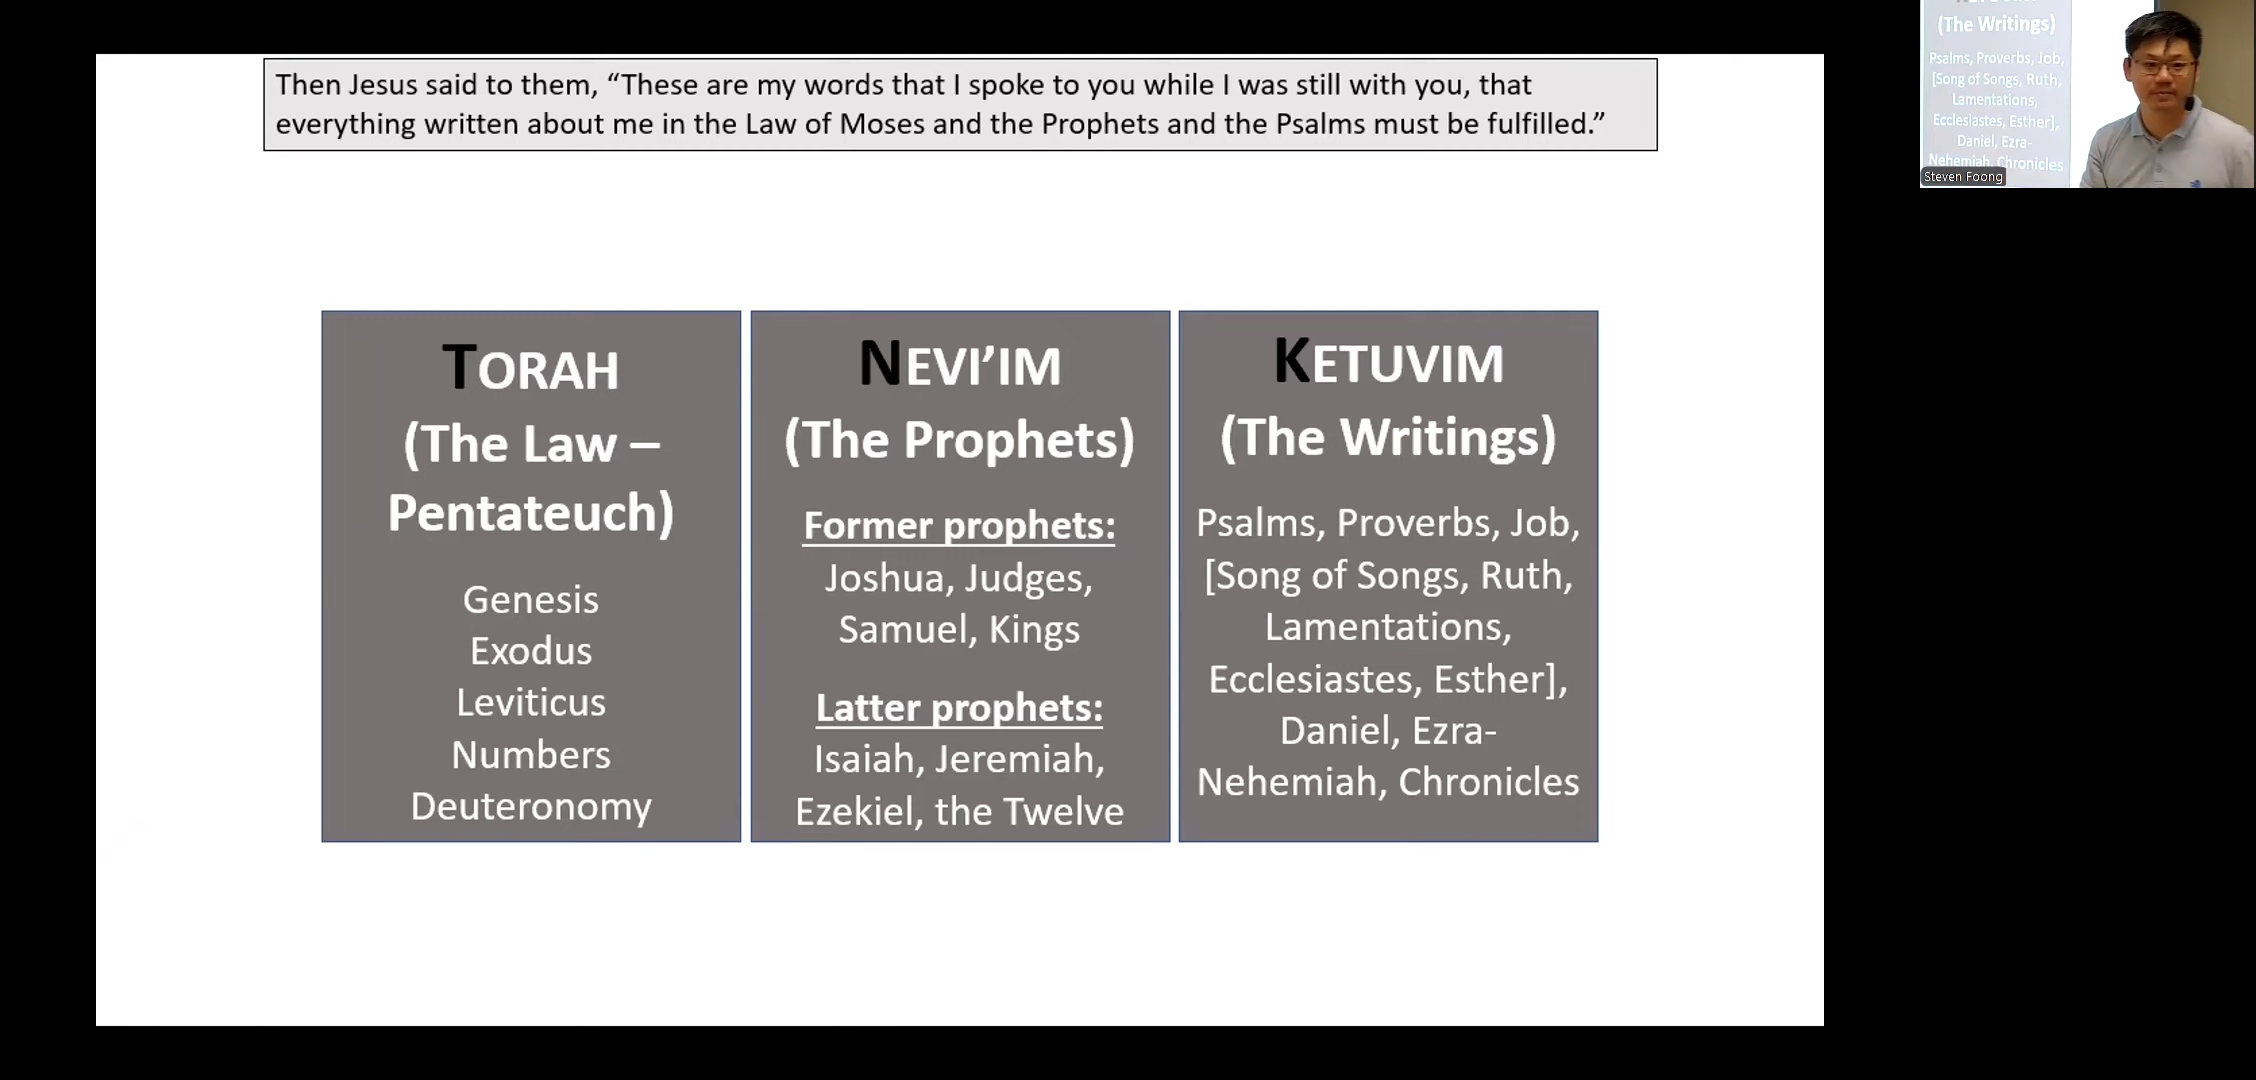 Then Jesus said to them, “These are my words that I spoke to you while I was still with you, that
everything written about me in the Law of Moses and the Prophets and the Psalms must be fulfilled.”
TORAH
(The Law –
Pentateuch)
Genesis
Exodus
Leviticus
Numbers
Deuteronomy
NEVI’IM
(The Prophets)
Former prophets:
Joshua, Judges,
Samuel, Kings
Latter prophets:
Isaiah, Jeremiah,
Ezekiel, the Twelve
KETUVIM
(The Writings)
Psalms, Proverbs, Job,
[Song of Songs, Ruth,
Lamentations,
Ecclesiastes, Esther],
Daniel, Ezra-
Nehemiah, Chronicles
(The Writings)
Psalms, Proverbs, Job,
[Song of Songs, Ruth,
Lamentations,
Ecclesiastes, Esther],
Daniel, Ezra-
Nehemiah, Chronicles
Steven Foong